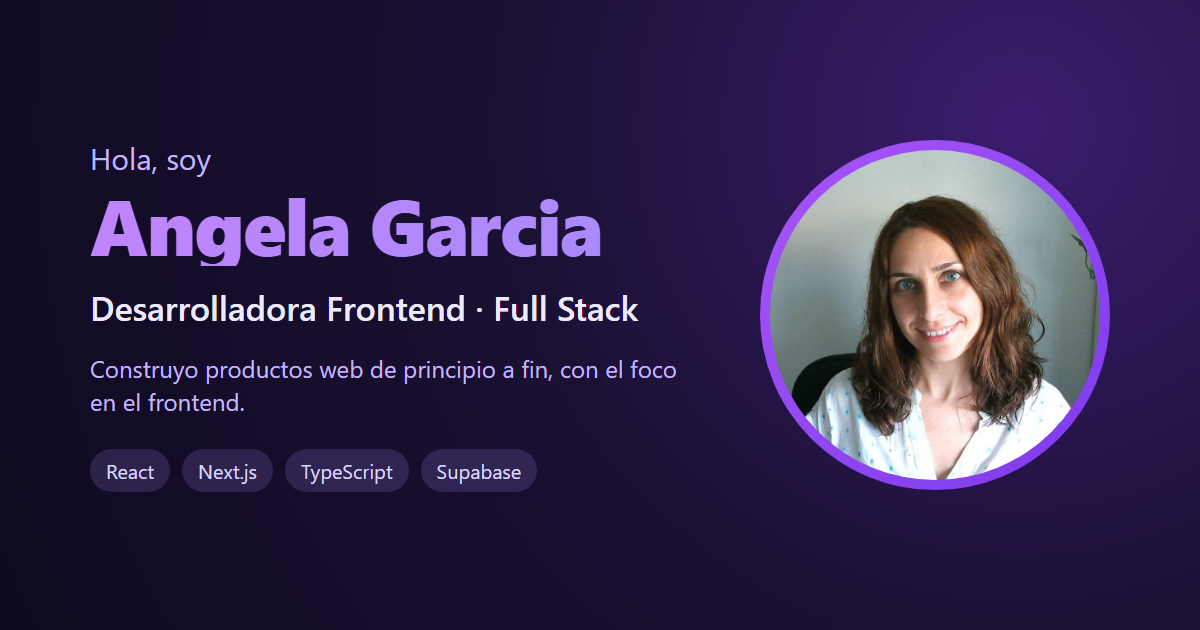 Hola, soy
Angela Garcia
Desarrolladora Frontend · Full Stack
Construyo productos web de principio a fin, con el foco
en el frontend.
React Next.js TypeScript Supabase